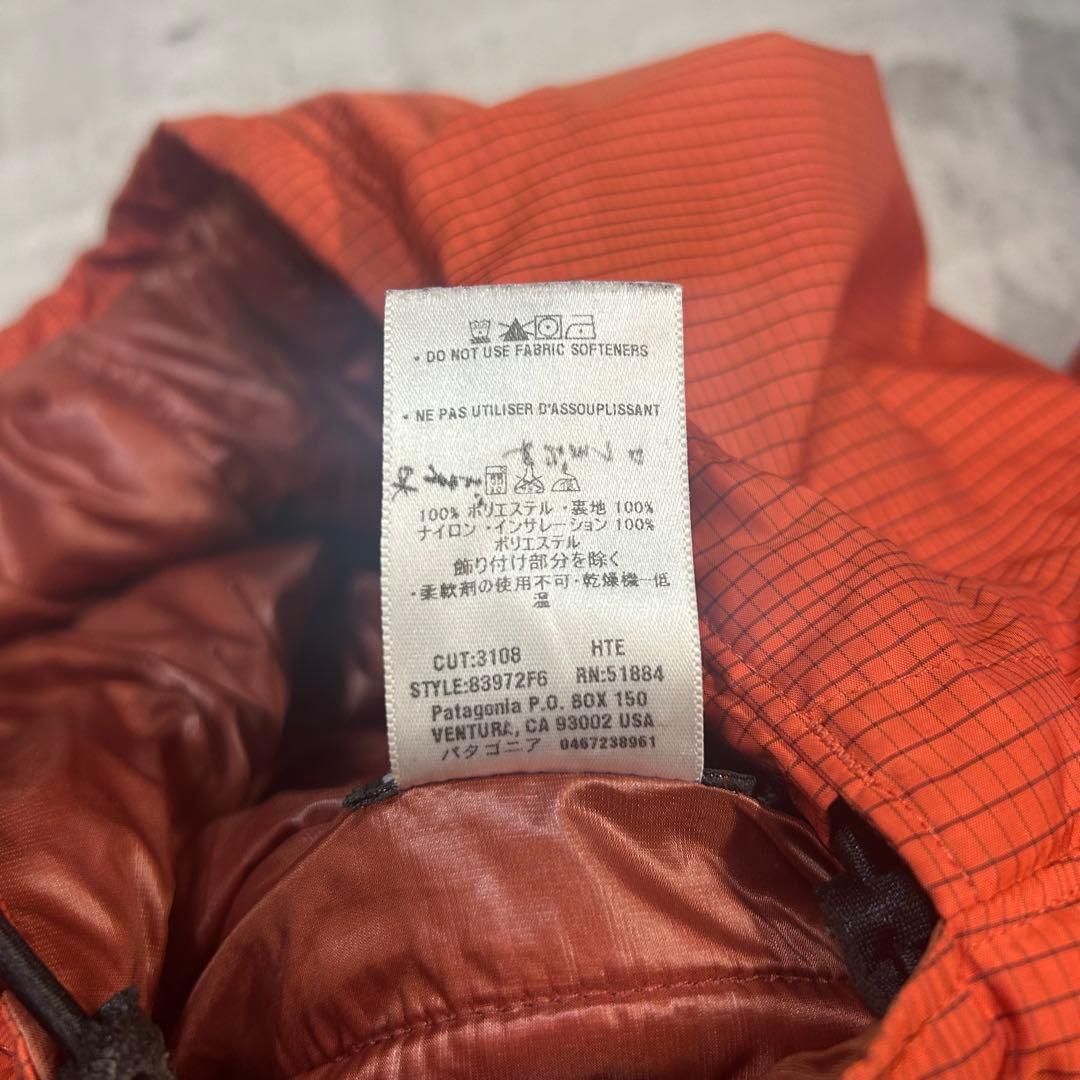 • DO NOT USE FABRIC SOFTENERS
• NE PAS UTILISER D'ASSOUPLISSANT
100% ポリエステル・裏地 100%
ナイロン・インサレーション 100%
ポリエステル
飾り付け部分を除く
・柔軟剤の使用不可・乾燥機一低
温
CUT:3108 HTE
STYLE:83972F6 RN:51884
Patagonia P.O. BOX 150
VENTURA, CA 93002 USA
パタゴニア 0467238961